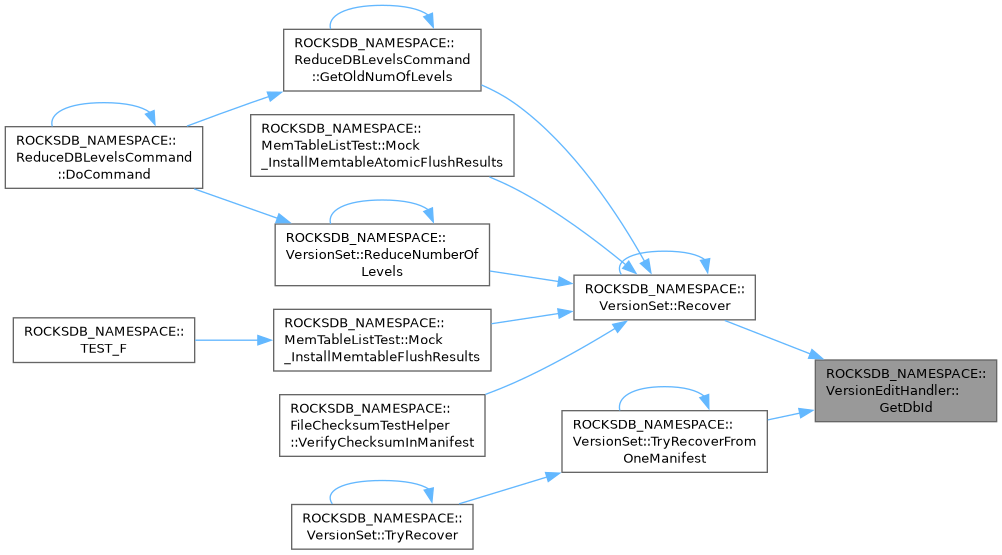 ROCKSDB_NAMESPACE::
ReduceDBLevelsCommand
::GetOldNumOfLevels
ROCKSDB_NAMESPACE::
MemTableListTest::Mock
_InstallMemtableAtomicFlushResults
ROCKSDB_NAMESPACE::
ReduceDBLevelsCommand
::DoCommand
ROCKSDB_NAMESPACE::
VersionSet::ReduceNumberOf
Levels
ROCKSDB_NAMESPACE::
VersionSet::Recover
ROCKSDB_NAMESPACE::
TEST_F
ROCKSDB_NAMESPACE::
MemTableListTest::Mock
_InstallMemtableFlushResults
ROCKSDB_NAMESPACE::
VersionEditHandler::
GetDbId
ROCKSDB_NAMESPACE::
FileChecksumTestHelper
::VerifyChecksumInManifest
ROCKSDB_NAMESPACE::
VersionSet::TryRecoverFrom
OneManifest
ROCKSDB_NAMESPACE::
VersionSet::TryRecover